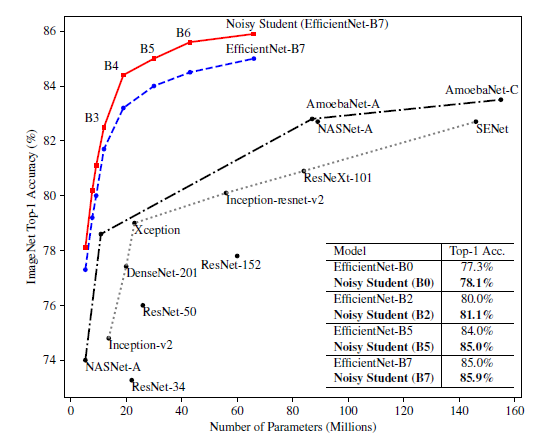 Noisy Student (EfficientNet-B7)
86
B6
B5
EfficientNet-B7
B4
84
AmoebaNet-C
B3
AmoebaNet-A
NASNet-A
SENet
82
ImageNet Top-1 Accuracy (%)
ResNeXt-101
80
Inception-resnet-v2
Xception
78
ResNet-152
DenseNet-201
76
ResNet-50
Inception-v2
74
NASNet-A
ResNet-34
Model Top-1 Acc.
EfficientNet-B0 77.3%
Noisy Student (B0) 78.1%
EfficientNet-B2 80.0%
Noisy Student (B2) 81.1%
EfficientNet-B5 84.0%
Noisy Student (B5) 85.0%
EfficientNet-B7 85.0%
Noisy Student (B7) 85.9%
0 20 40 60 80 100 120 140 160
Number of Parameters (Millions)